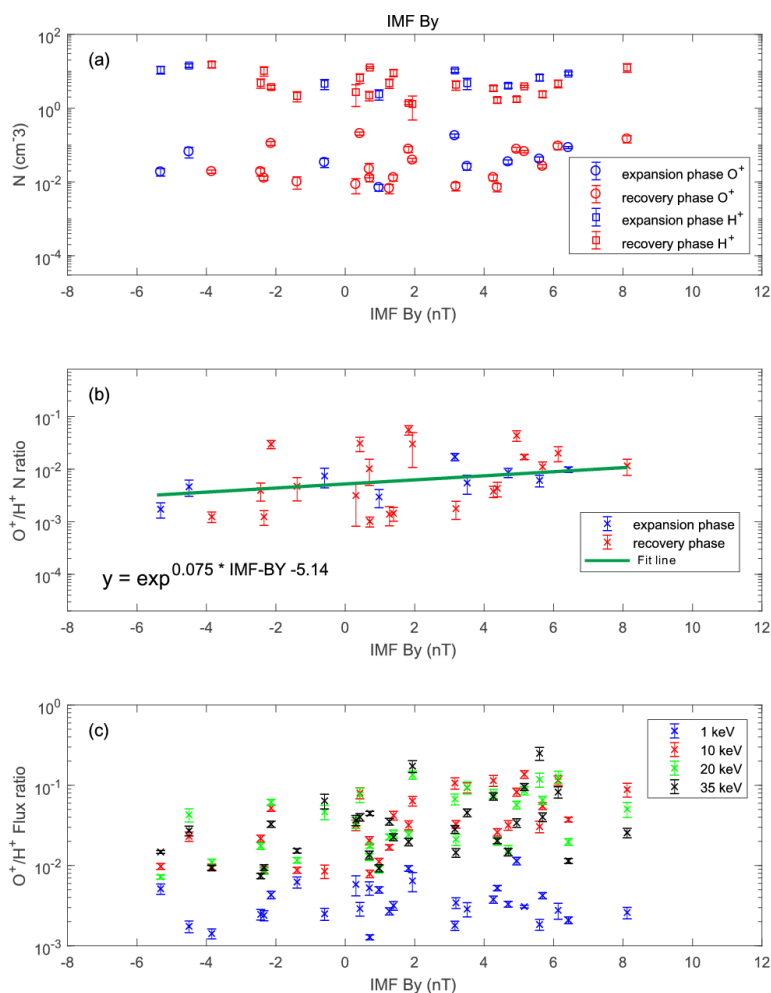 IMF By
(a)
N (cm^-3)
10^2
10^0
10^-2
10^-4
expansion phase O^+
recovery phase O^+
expansion phase H^+
recovery phase H^+
-8 -6 -4 -2 0 2 4 6 8 10 12
IMF By (nT)
(b)
O^+/H^+ N ratio
10^-1
10^-2
10^-3
10^-4
expansion phase
recovery phase
Fit line
y = exp^0.075 * IMF-BY -5.14
-8 -6 -4 -2 0 2 4 6 8 10 12
IMF By (nT)
(c)
O^+/H^+ Flux ratio
10^0
10^-1
10^-2
10^-3
1 keV
10 keV
20 keV
35 keV
-8 -6 -4 -2 0 2 4 6 8 10 12
IMF By (nT)